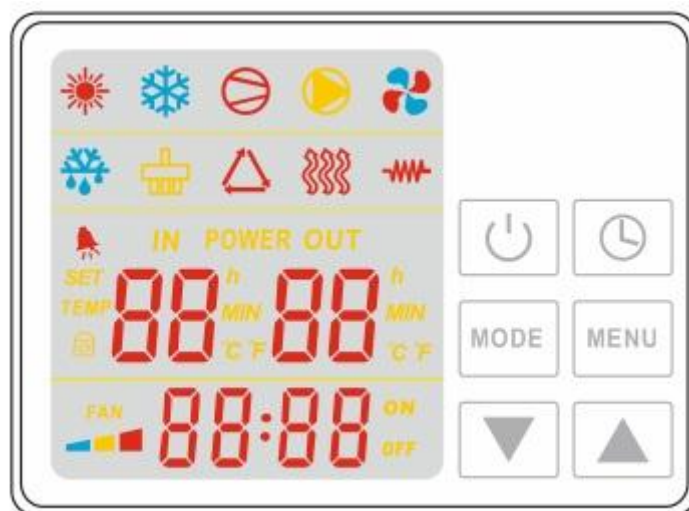 IN POWER OUT
SET
88 h 88 h
TEMP MIN MIN
°C °F °C °F
FAN 88:88 ON
OFF
MODE MENU